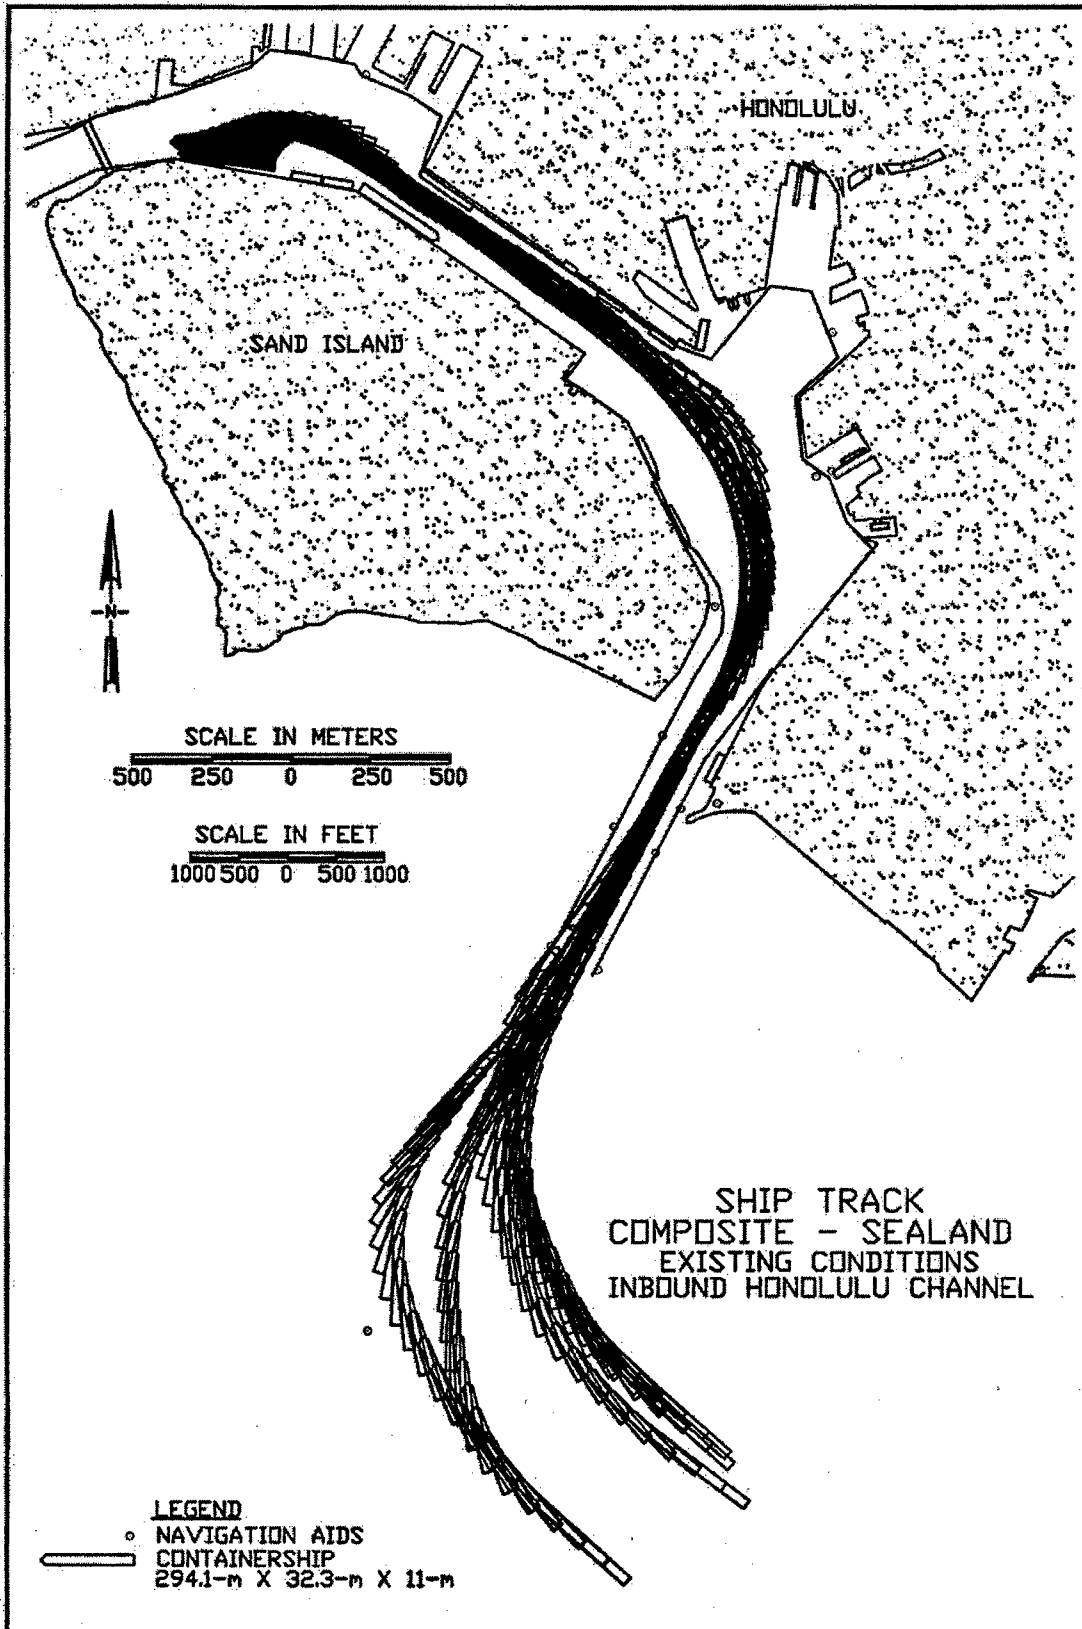 HONOLULU
SAND ISLAND
N
SCALE IN METERS
500 250 0 250 500
SCALE IN FEET
1000 500 0 500 1000
SHIP TRACK
COMPOSITE - SEALAND
EXISTING CONDITIONS
INBOUND HONOLULU CHANNEL
LEGEND
NAVIGATION AIDS
CONTAINERSHIP
294.1-m X 32.3-m X 11-m